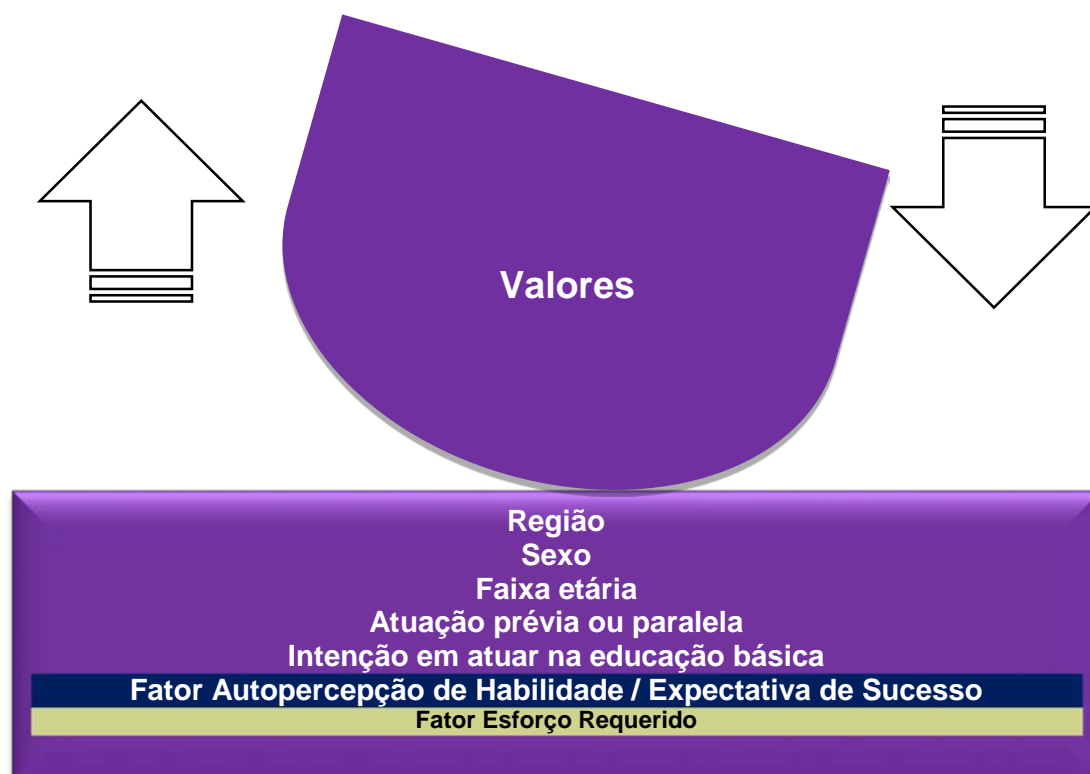 Valores
Região
Sexo
Faixa etária
Atuação prévia ou paralela
Intenção em atuar na educação básica
Fator Autopercepção de Habilidade / Expectativa de Sucesso
Fator Esforço Requerido